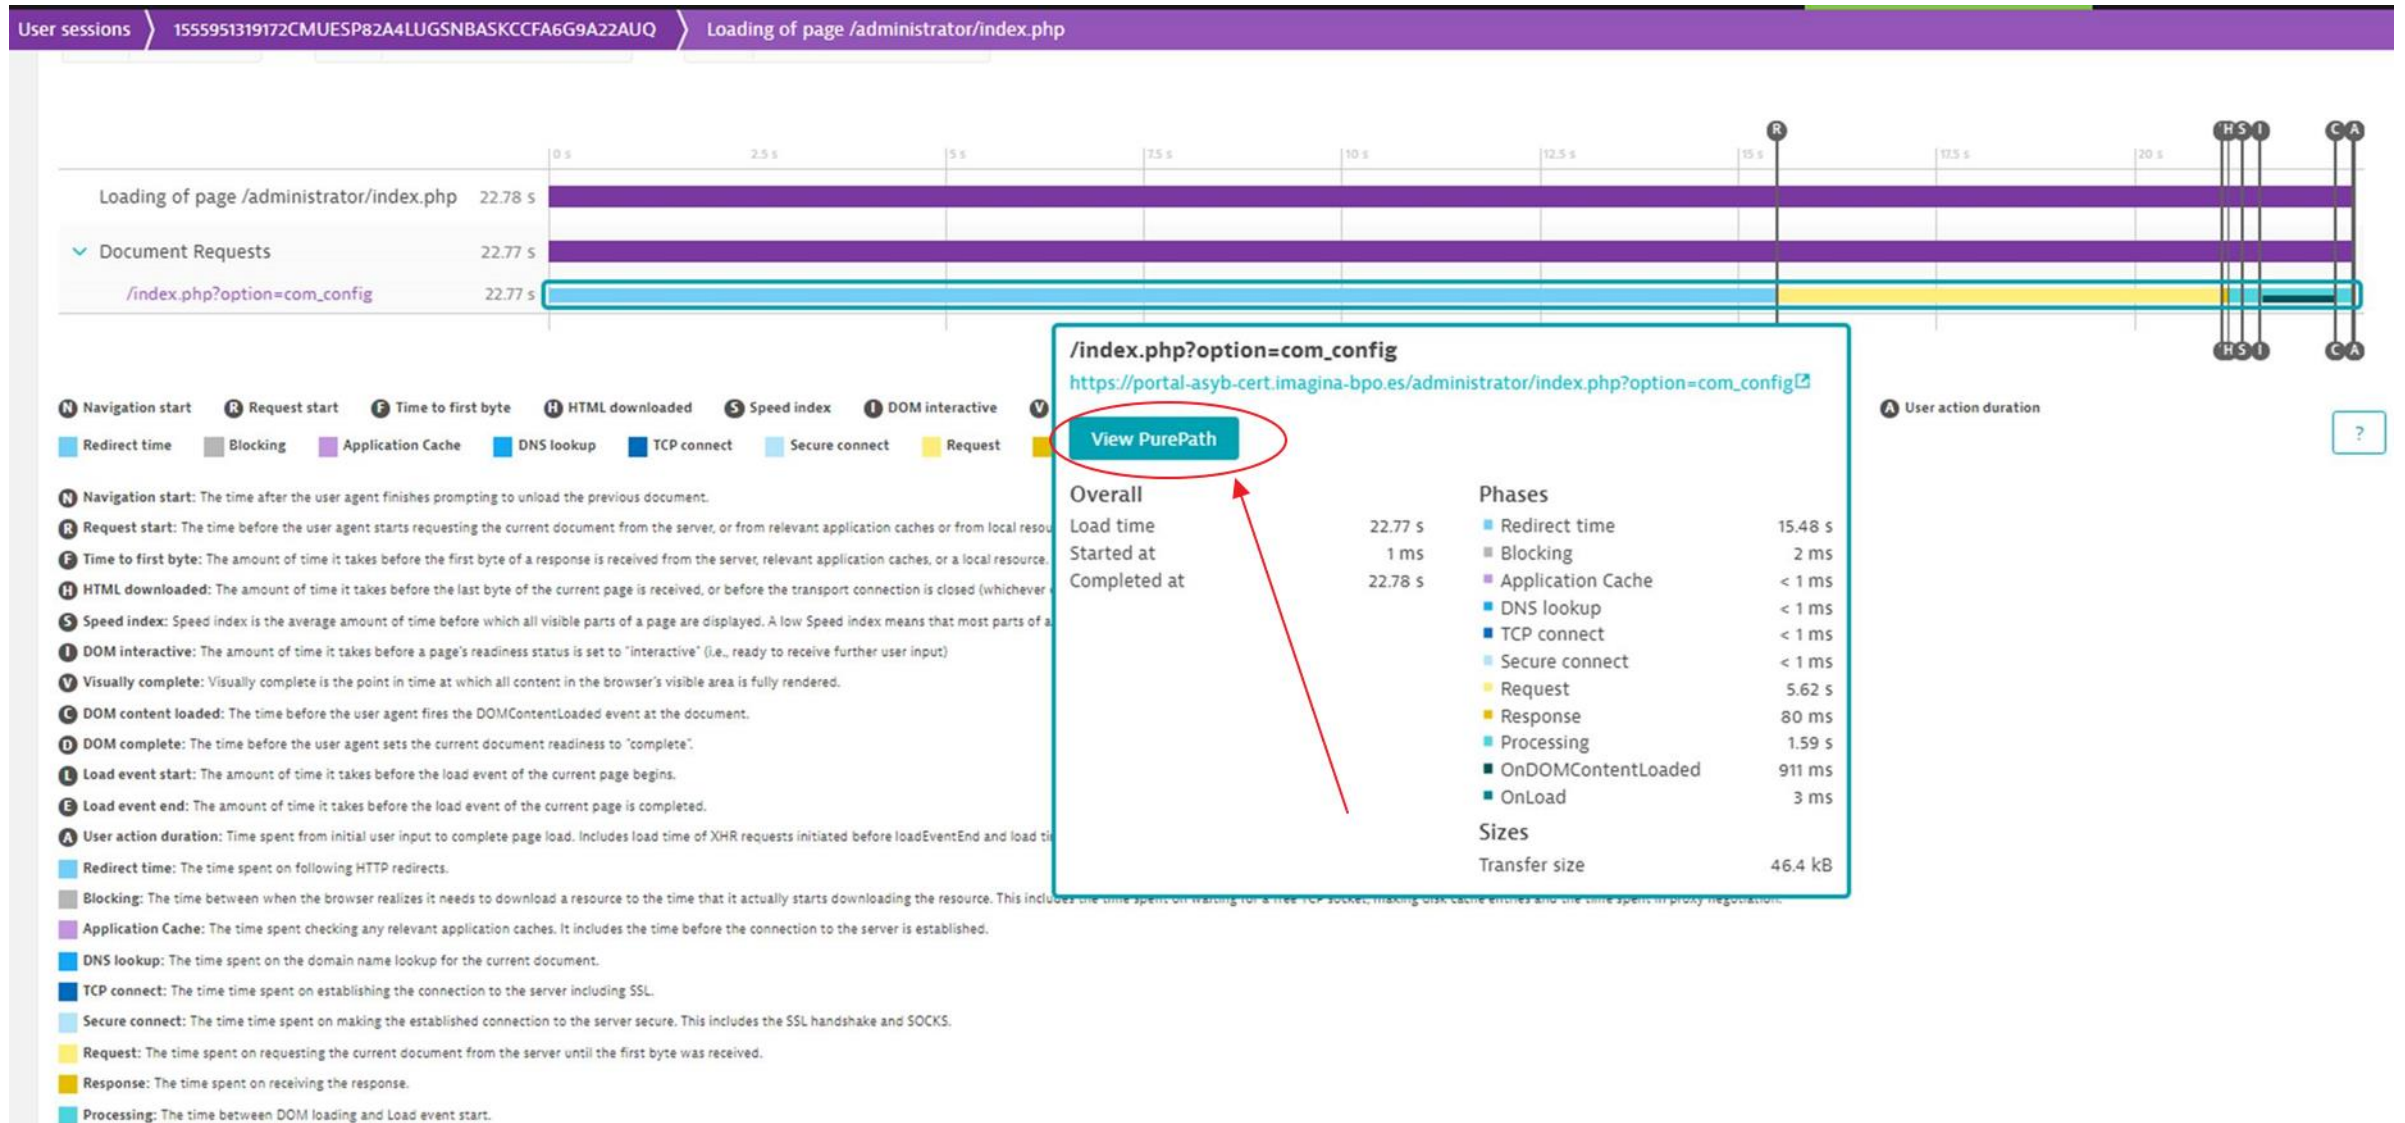 User sessions 1555951319172CMUESP82A4LUGSNBASKCCFA6G9A22AUQ Loading of page /administrator/index.php
R H S I C A
0 s 2.5 s 5 s 7.5 s 10 s 12.5 s 15 s 17.5 s 20 s
Loading of page /administrator/index.php 22.78 s
Document Requests 22.77 s
/index.php?option=com_config 22.77 s
H S I C A
N Navigation start R Request start F Time to first byte H HTML downloaded S Speed index I DOM interactive V A User action duration
Redirect time Blocking Application Cache DNS lookup TCP connect Secure connect Request ?
N Navigation start: The time after the user agent finishes prompting to unload the previous document.
R Request start: The time before the user agent starts requesting the current document from the server, or from relevant application caches or from local
F Time to first byte: The amount of time it takes before the first byte of a response is received from the server, relevant application caches, or a local resource.
H HTML downloaded: The amount of time it takes before the last byte of the current page is received, or before the transport connection is closed (whichever
S Speed index: Speed index is the average amount of time before which all visible parts of a page are displayed. A low Speed index means that most parts of a
I DOM interactive: The amount of time it takes before a page's readiness status is set to "interactive" (i.e., ready to receive further user input)
V Visually complete: Visually complete is the point in time at which all content in the browser's visible area is fully rendered.
C DOM content loaded: The time before the user agent fires the DOMContentLoaded event at the document.
D DOM complete: The time before the user agent sets the current document readiness to "complete".
L Load event start: The amount of time it takes before the load event of the current page begins.
E Load event end: The amount of time it takes before the load event of the current page is completed.
A User action duration: Time spent from initial user input to complete page load. Includes load time of XHR requests initiated before loadEventEnd and load
Redirect time: The time spent on following HTTP redirects.
Blocking: The time between when the browser realizes it needs to download a resource to the time that it actually starts downloading the resource. This includes the time spent on waiting for a free TCP socket, making disk cache entries and the time spent in proxy negotiation.
Application Cache: The time spent checking any relevant application caches. It includes the time before the connection to the server is established.
DNS lookup: The time spent on the domain name lookup for the current document.
TCP connect: The time time spent on establishing the connection to the server including SSL.
Secure connect: The time time spent on making the established connection to the server secure. This includes the SSL handshake and SOCKS.
Request: The time spent on requesting the current document from the server until the first byte was received.
Response: The time spent on receiving the response.
Processing: The time between DOM loading and Load event start.
/index.php?option=com_config
https://portal-asyb-cert.imagina-bpo.es/administrator/index.php?option=com_config
View PurePath
Overall
Load time 22.77 s
Started at 1 ms
Completed at 22.78 s
Phases
Redirect time 15.48 s
Blocking 2 ms
Application Cache < 1 ms
DNS lookup < 1 ms
TCP connect < 1 ms
Secure connect < 1 ms
Request 5.62 s
Response 80 ms
Processing 1.59 s
OnDOMContentLoaded 911 ms
OnLoad 3 ms
Sizes
Transfer size 46.4 kB